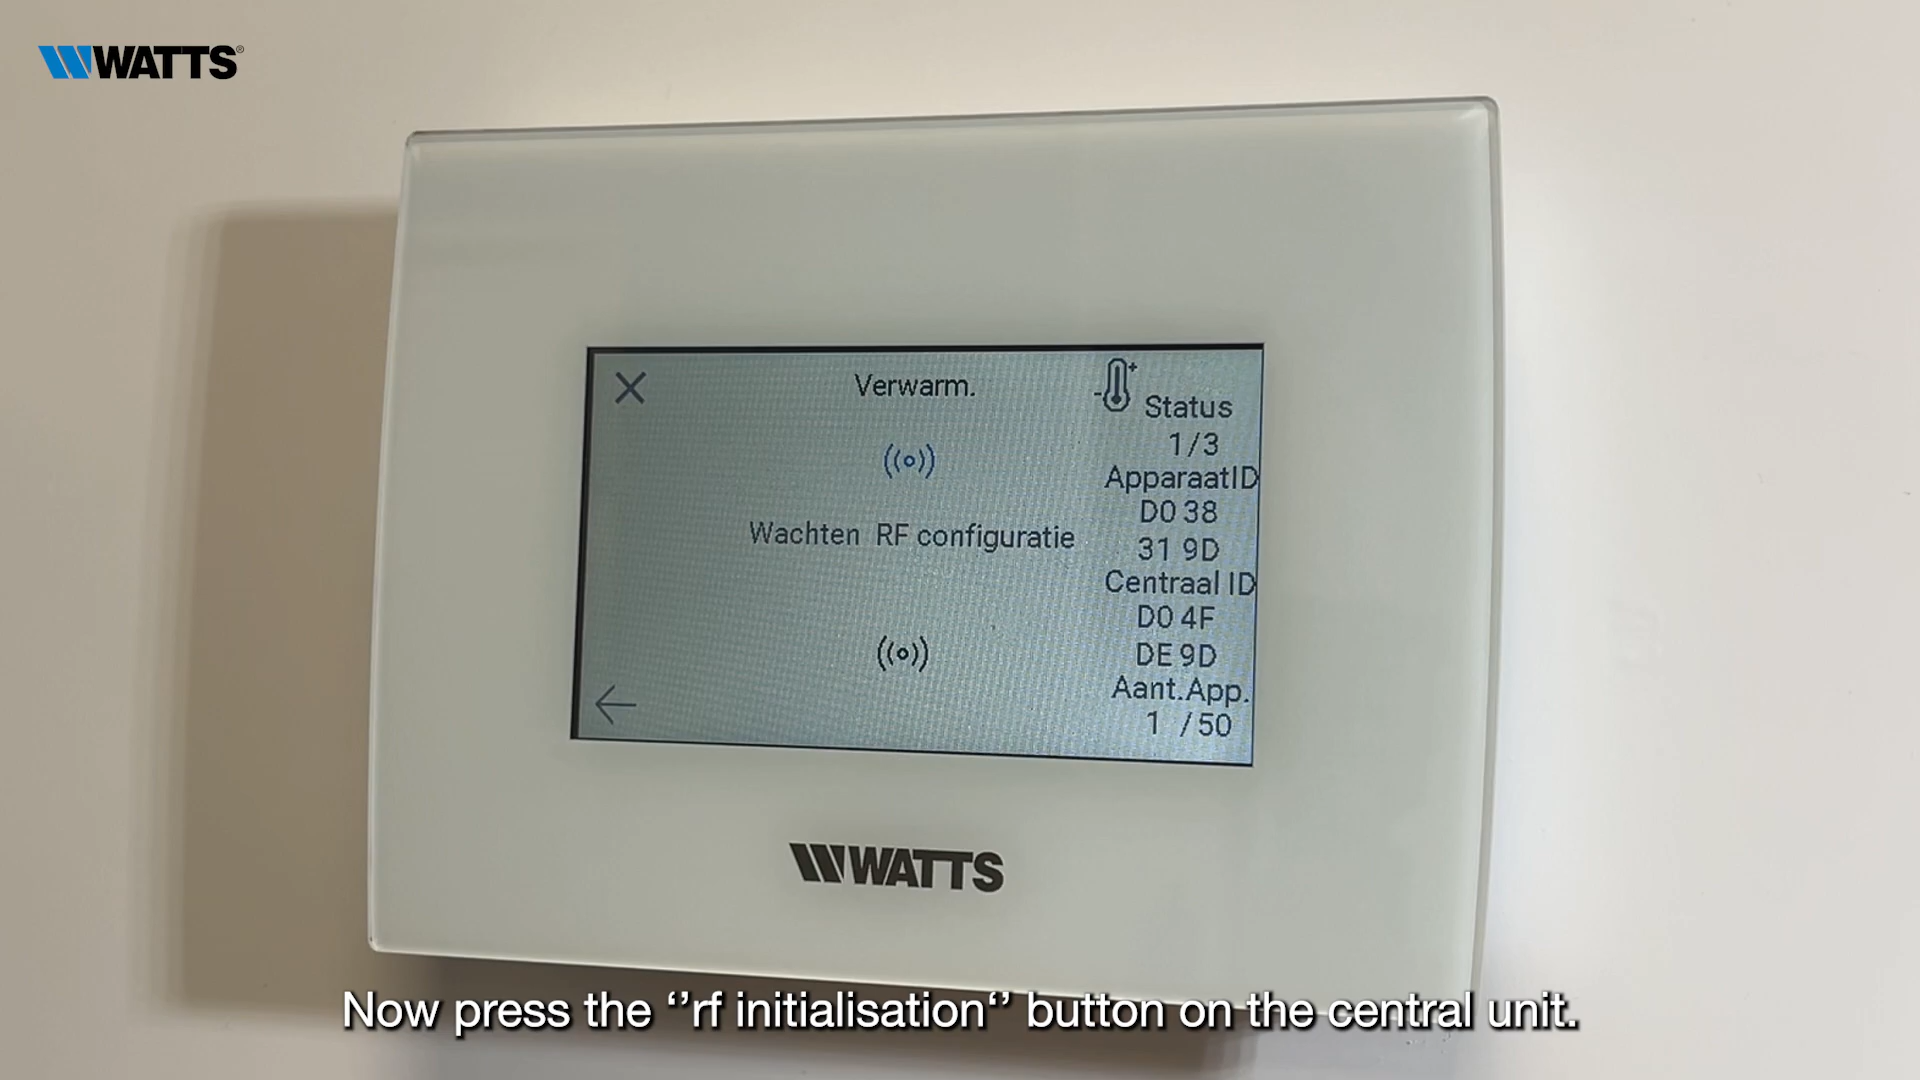 WATTS®
Verwarm.
Wachten RF configuratie
Status
1/3
ApparaatID
D0 38
31 9D
Centraal ID
D0 4F
DE 9D
Aant.App.
1 /50
WATTS
Now press the ‘’rf initialisation‘’ button on the central unit.